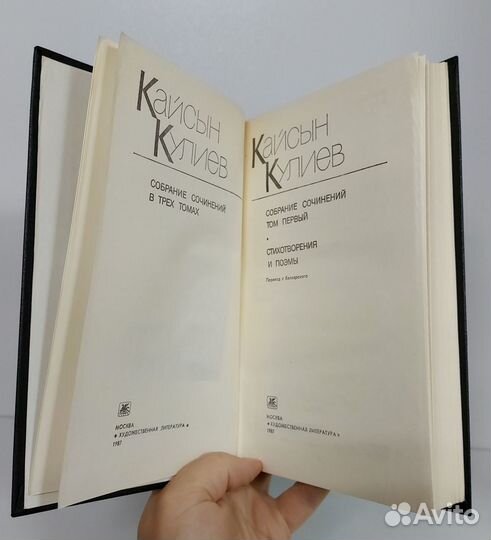 Кайсын
Кулиев
СОБРАНИЕ СОЧИНЕНИЙ
В ТРЕХ ТОМАХ
МОСКВА
«ХУДОЖЕСТВЕННАЯ ЛИТЕРАТУРА»
1987
Кайсын
Кулиев
СОБРАНИЕ СОЧИНЕНИЙ
ТОМ ПЕРВЫЙ
•
СТИХОТВОРЕНИЯ
И ПОЭМЫ
Перевод с балкарского
МОСКВА
«ХУДОЖЕСТВЕННАЯ ЛИТЕРАТУРА»
1987
Avito